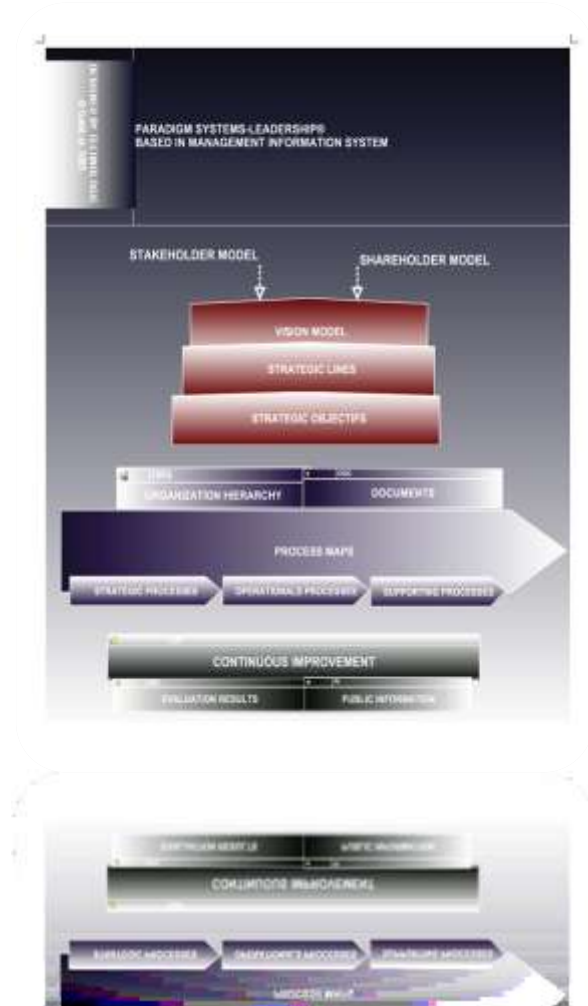 PARADIGM SYSTEMS-LEADERSHIP®
BASED IN MANAGEMENT INFORMATION SYSTEM
STAKEHOLDER MODEL
SHAREHOLDER MODEL
VISION MODEL
STRATEGIC LINES
STRATEGIC OBJECTIFS
ORGANIZATION HIERARCHY
DOCUMENTS
PROCESS MAPS
STRATEGIC PROCESSES
OPERATIONALS PROCESSES
SUPPORTING PROCESSES
CONTINUOUS IMPROVEMENT
EVALUATION RESULTS
PUBLIC INFORMATION